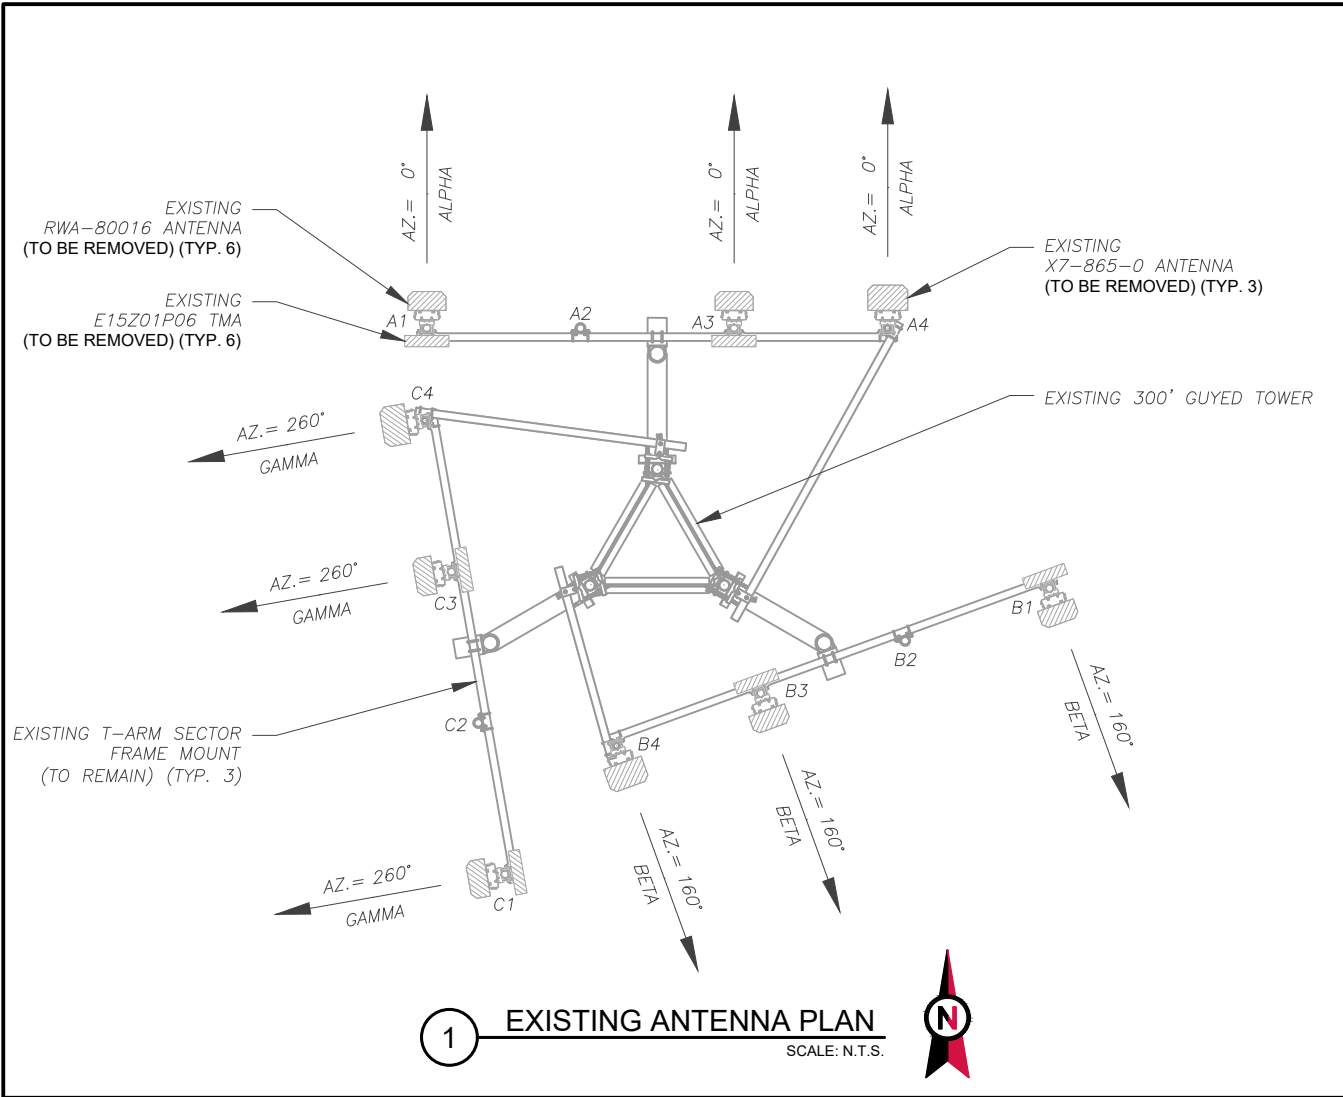 AZ.= 0°
ALPHA
AZ.= 0°
ALPHA
AZ.= 0°
ALPHA
EXISTING
RWA-80016 ANTENNA
(TO BE REMOVED) (TYP. 6)
EXISTING
E15Z01P06 TMA
(TO BE REMOVED) (TYP. 6)
EXISTING
X7-865-0 ANTENNA
(TO BE REMOVED) (TYP. 3)
A1
A2
A3
A4
EXISTING 300' GUYED TOWER
C4
AZ.= 260°
GAMMA
AZ.= 260°
GAMMA
C3
B1
B2
B3
B4
C2
EXISTING T-ARM SECTOR
FRAME MOUNT
(TO REMAIN) (TYP. 3)
AZ.= 160°
BETA
AZ.= 160°
BETA
AZ.= 160°
BETA
AZ.= 260°
GAMMA
C1
1
EXISTING ANTENNA PLAN
SCALE: N.T.S.
N